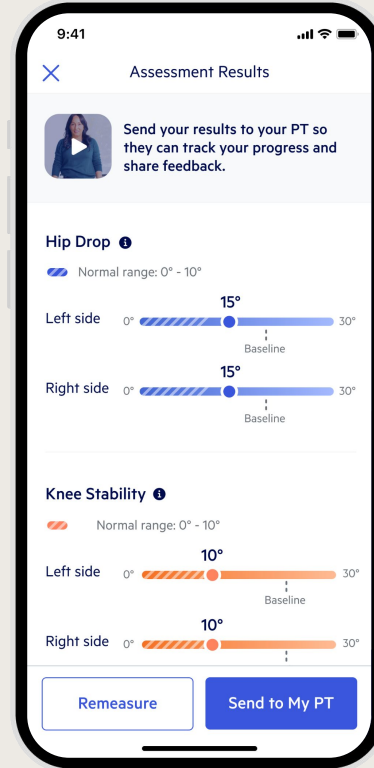 9:41
Assessment Results
Send your results to your PT so
they can track your progress and
share feedback.
Hip Drop
Normal range: 0° - 10°
15°
Left side 0° 30°
Baseline
15°
Right side 0° 30°
Baseline
Knee Stability
Normal range: 0° - 10°
10°
Left side 0° 30°
Baseline
10°
Right side 0° 30°
Remeasure Send to My PT